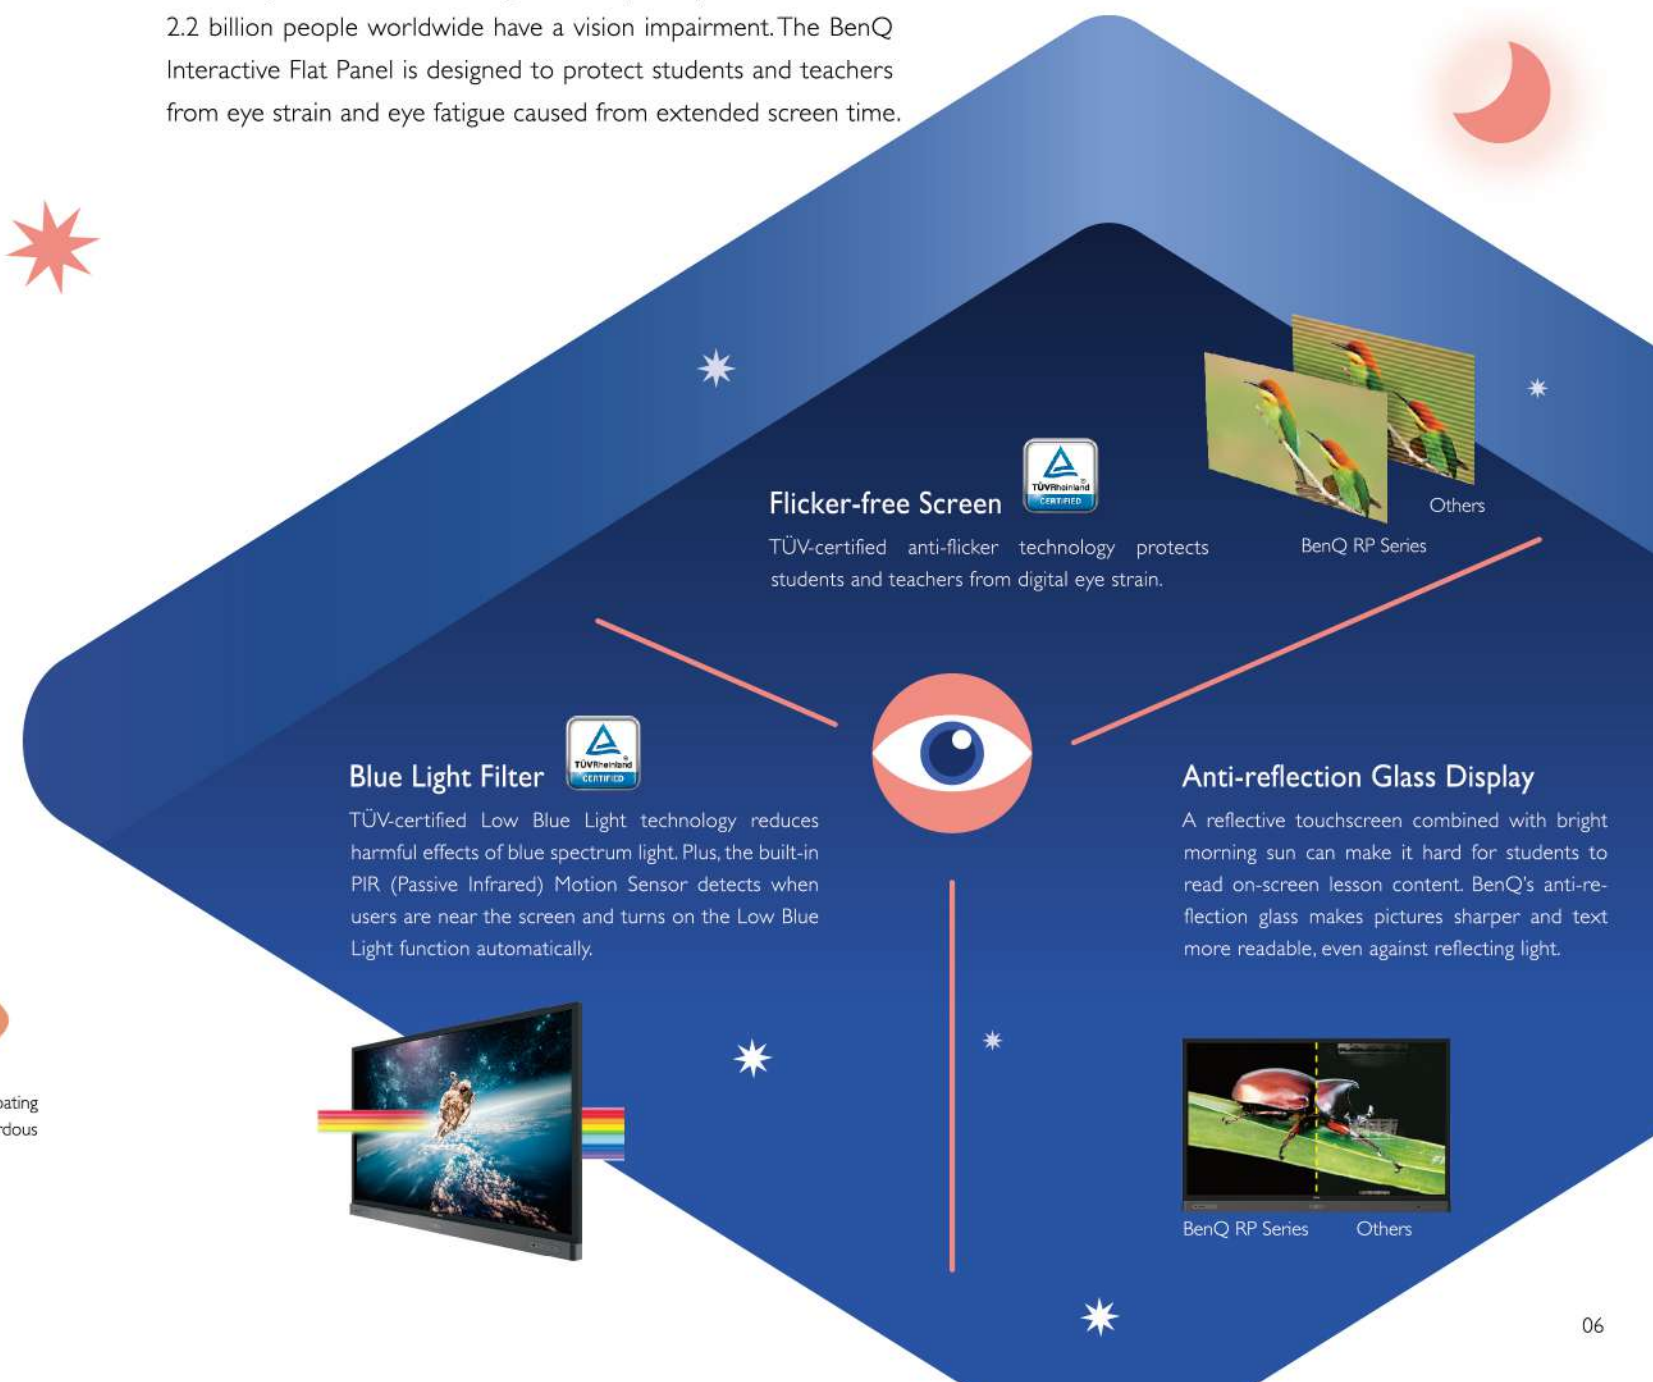 2.2 billion people worldwide have a vision impairment. The BenQ
Interactive Flat Panel is designed to protect students and teachers
from eye strain and eye fatigue caused from extended screen time.
Flicker-free Screen
TÜVRheinland®
CERTIFIED
TÜV-certified anti-flicker technology protects
students and teachers from digital eye strain.
Others
BenQ RP Series
Blue Light Filter
TÜVRheinland®
CERTIFIED
TÜV-certified Low Blue Light technology reduces
harmful effects of blue spectrum light. Plus, the built-in
PIR (Passive Infrared) Motion Sensor detects when
users are near the screen and turns on the Low Blue
Light function automatically.
Anti-reflection Glass Display
A reflective touchscreen combined with bright
morning sun can make it hard for students to
read on-screen lesson content. BenQ's anti-re-
flection glass makes pictures sharper and text
more readable, even against reflecting light.
BenQ RP Series
Others
06